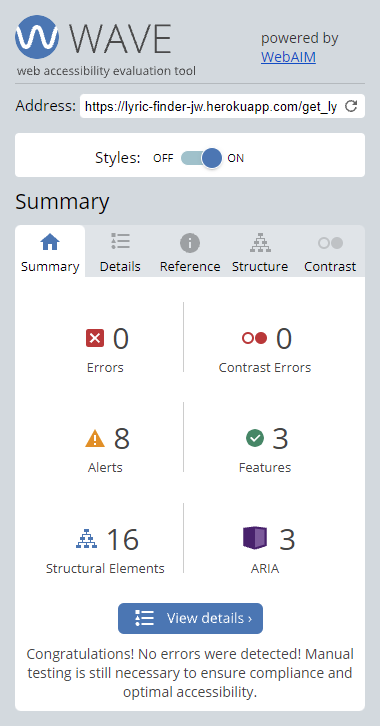 WAVE
web accessibility evaluation tool
powered by
WebAIM
Address: https://lyric-finder-jw.herokuapp.com/get_ly
Styles: OFF ON
Summary
Summary Details Reference Structure Contrast
0 0
Errors Contrast Errors
8 3
Alerts Features
16 3
Structural Elements ARIA
View details ›
Congratulations! No errors were detected! Manual
testing is still necessary to ensure compliance and
optimal accessibility.